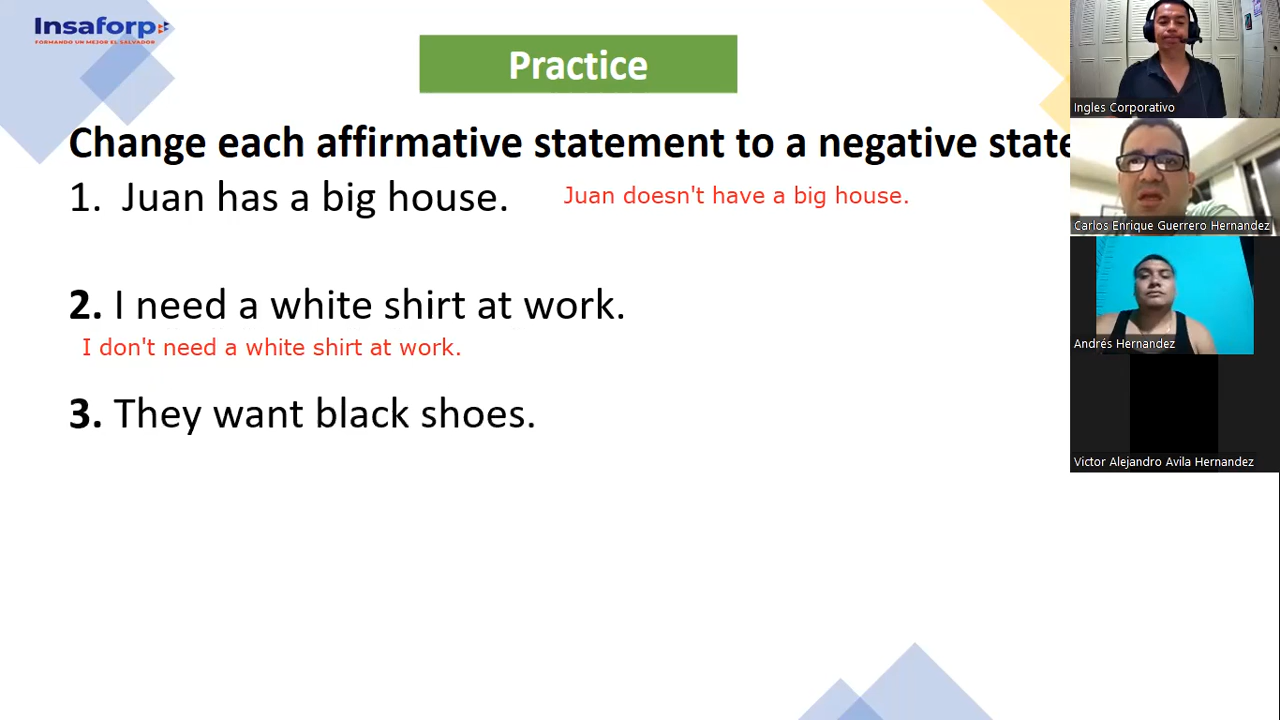 Insaforp
FORMANDO UN MEJOR EL SALVADOR
Practice
Change each affirmative statement to a negative state
1. Juan has a big house.
Juan doesn't have a big house.
2. I need a white shirt at work.
I don't need a white shirt at work.
3. They want black shoes.
Ingles Corporativo
Carlos Enrique Guerrero Hernandez
Andrés Hernandez
Victor Alejandro Avila Hernandez